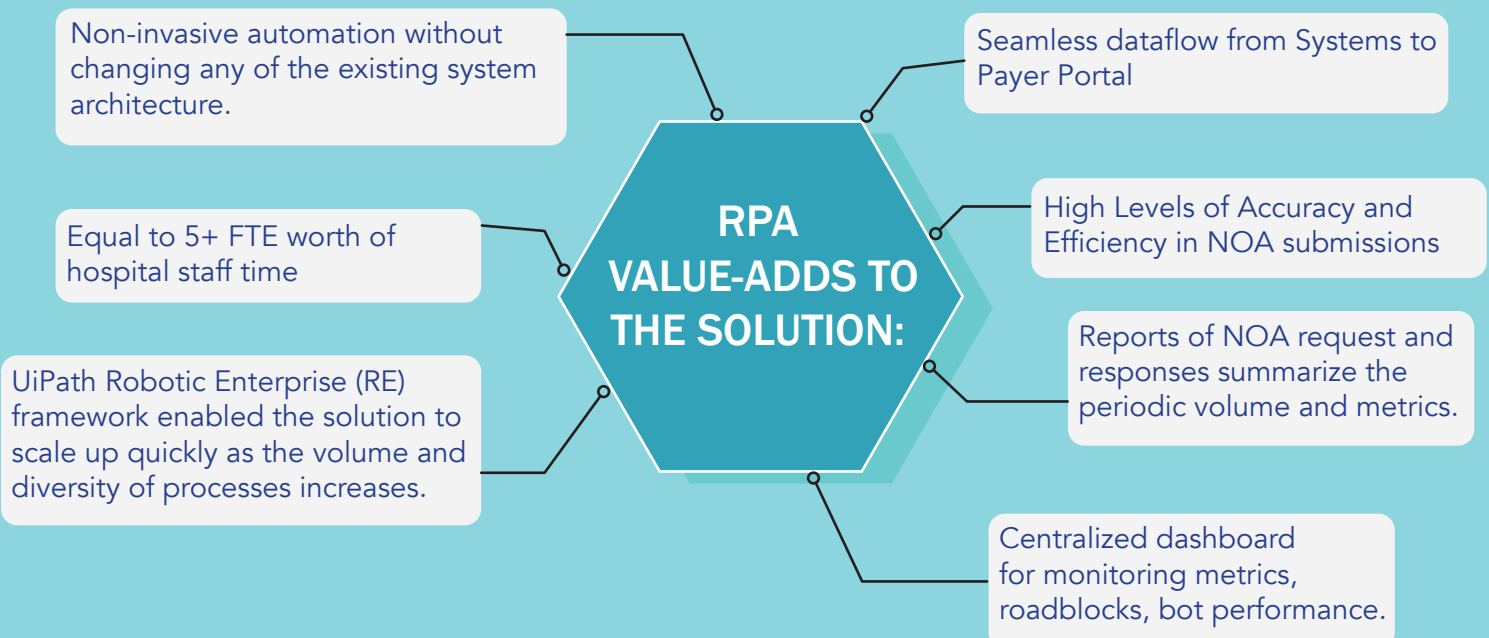 Non-invasive automation without
changing any of the existing system
architecture.
Seamless dataflow from Systems to
Payer Portal
Equal to 5+ FTE worth of
hospital staff time
RPA
VALUE-ADDS TO
THE SOLUTION:
High Levels of Accuracy and
Efficiency in NOA submissions
UiPath Robotic Enterprise (RE)
framework enabled the solution to
scale up quickly as the volume and
diversity of processes increases.
Reports of NOA request and
responses summarize the
periodic volume and metrics.
Centralized dashboard
for monitoring metrics,
roadblocks, bot performance.